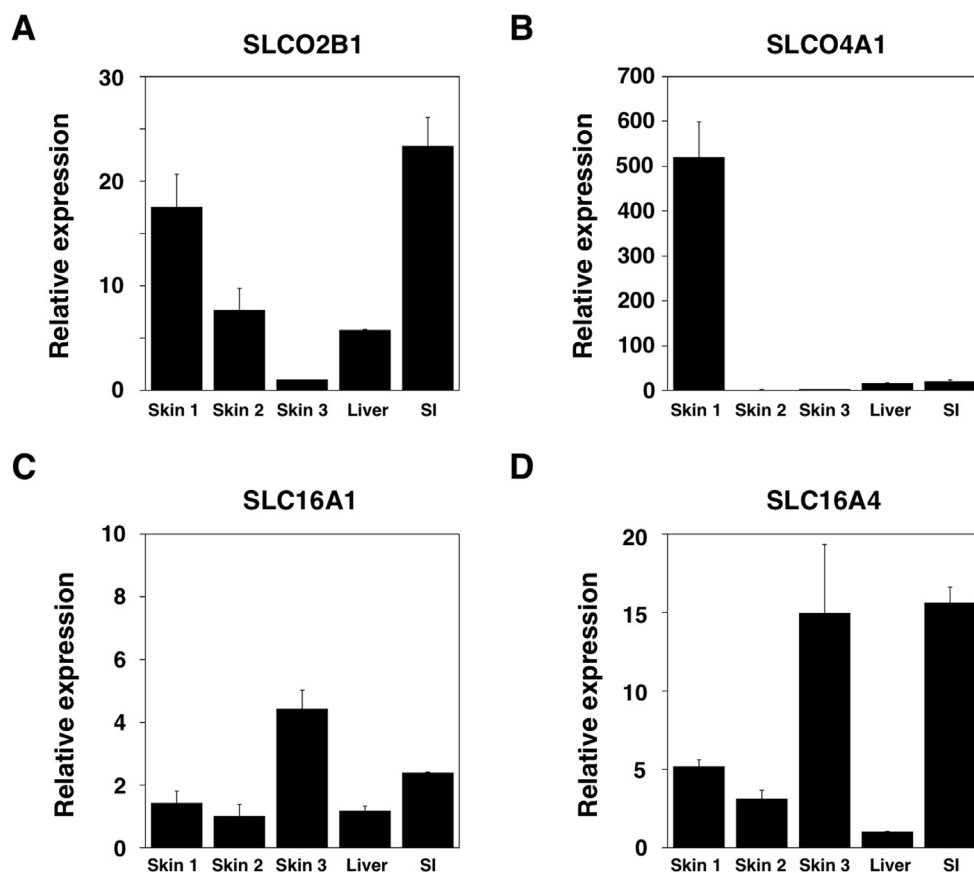 A
SLCO2B1
Relative expression
30
20
10
0
Skin 1 Skin 2 Skin 3 Liver SI
B
SLCO4A1
Relative expression
700
600
500
400
300
200
100
0
Skin 1 Skin 2 Skin 3 Liver SI
C
SLC16A1
Relative expression
10
8
6
4
2
0
Skin 1 Skin 2 Skin 3 Liver SI
D
SLC16A4
Relative expression
20
15
10
5
0
Skin 1 Skin 2 Skin 3 Liver SI